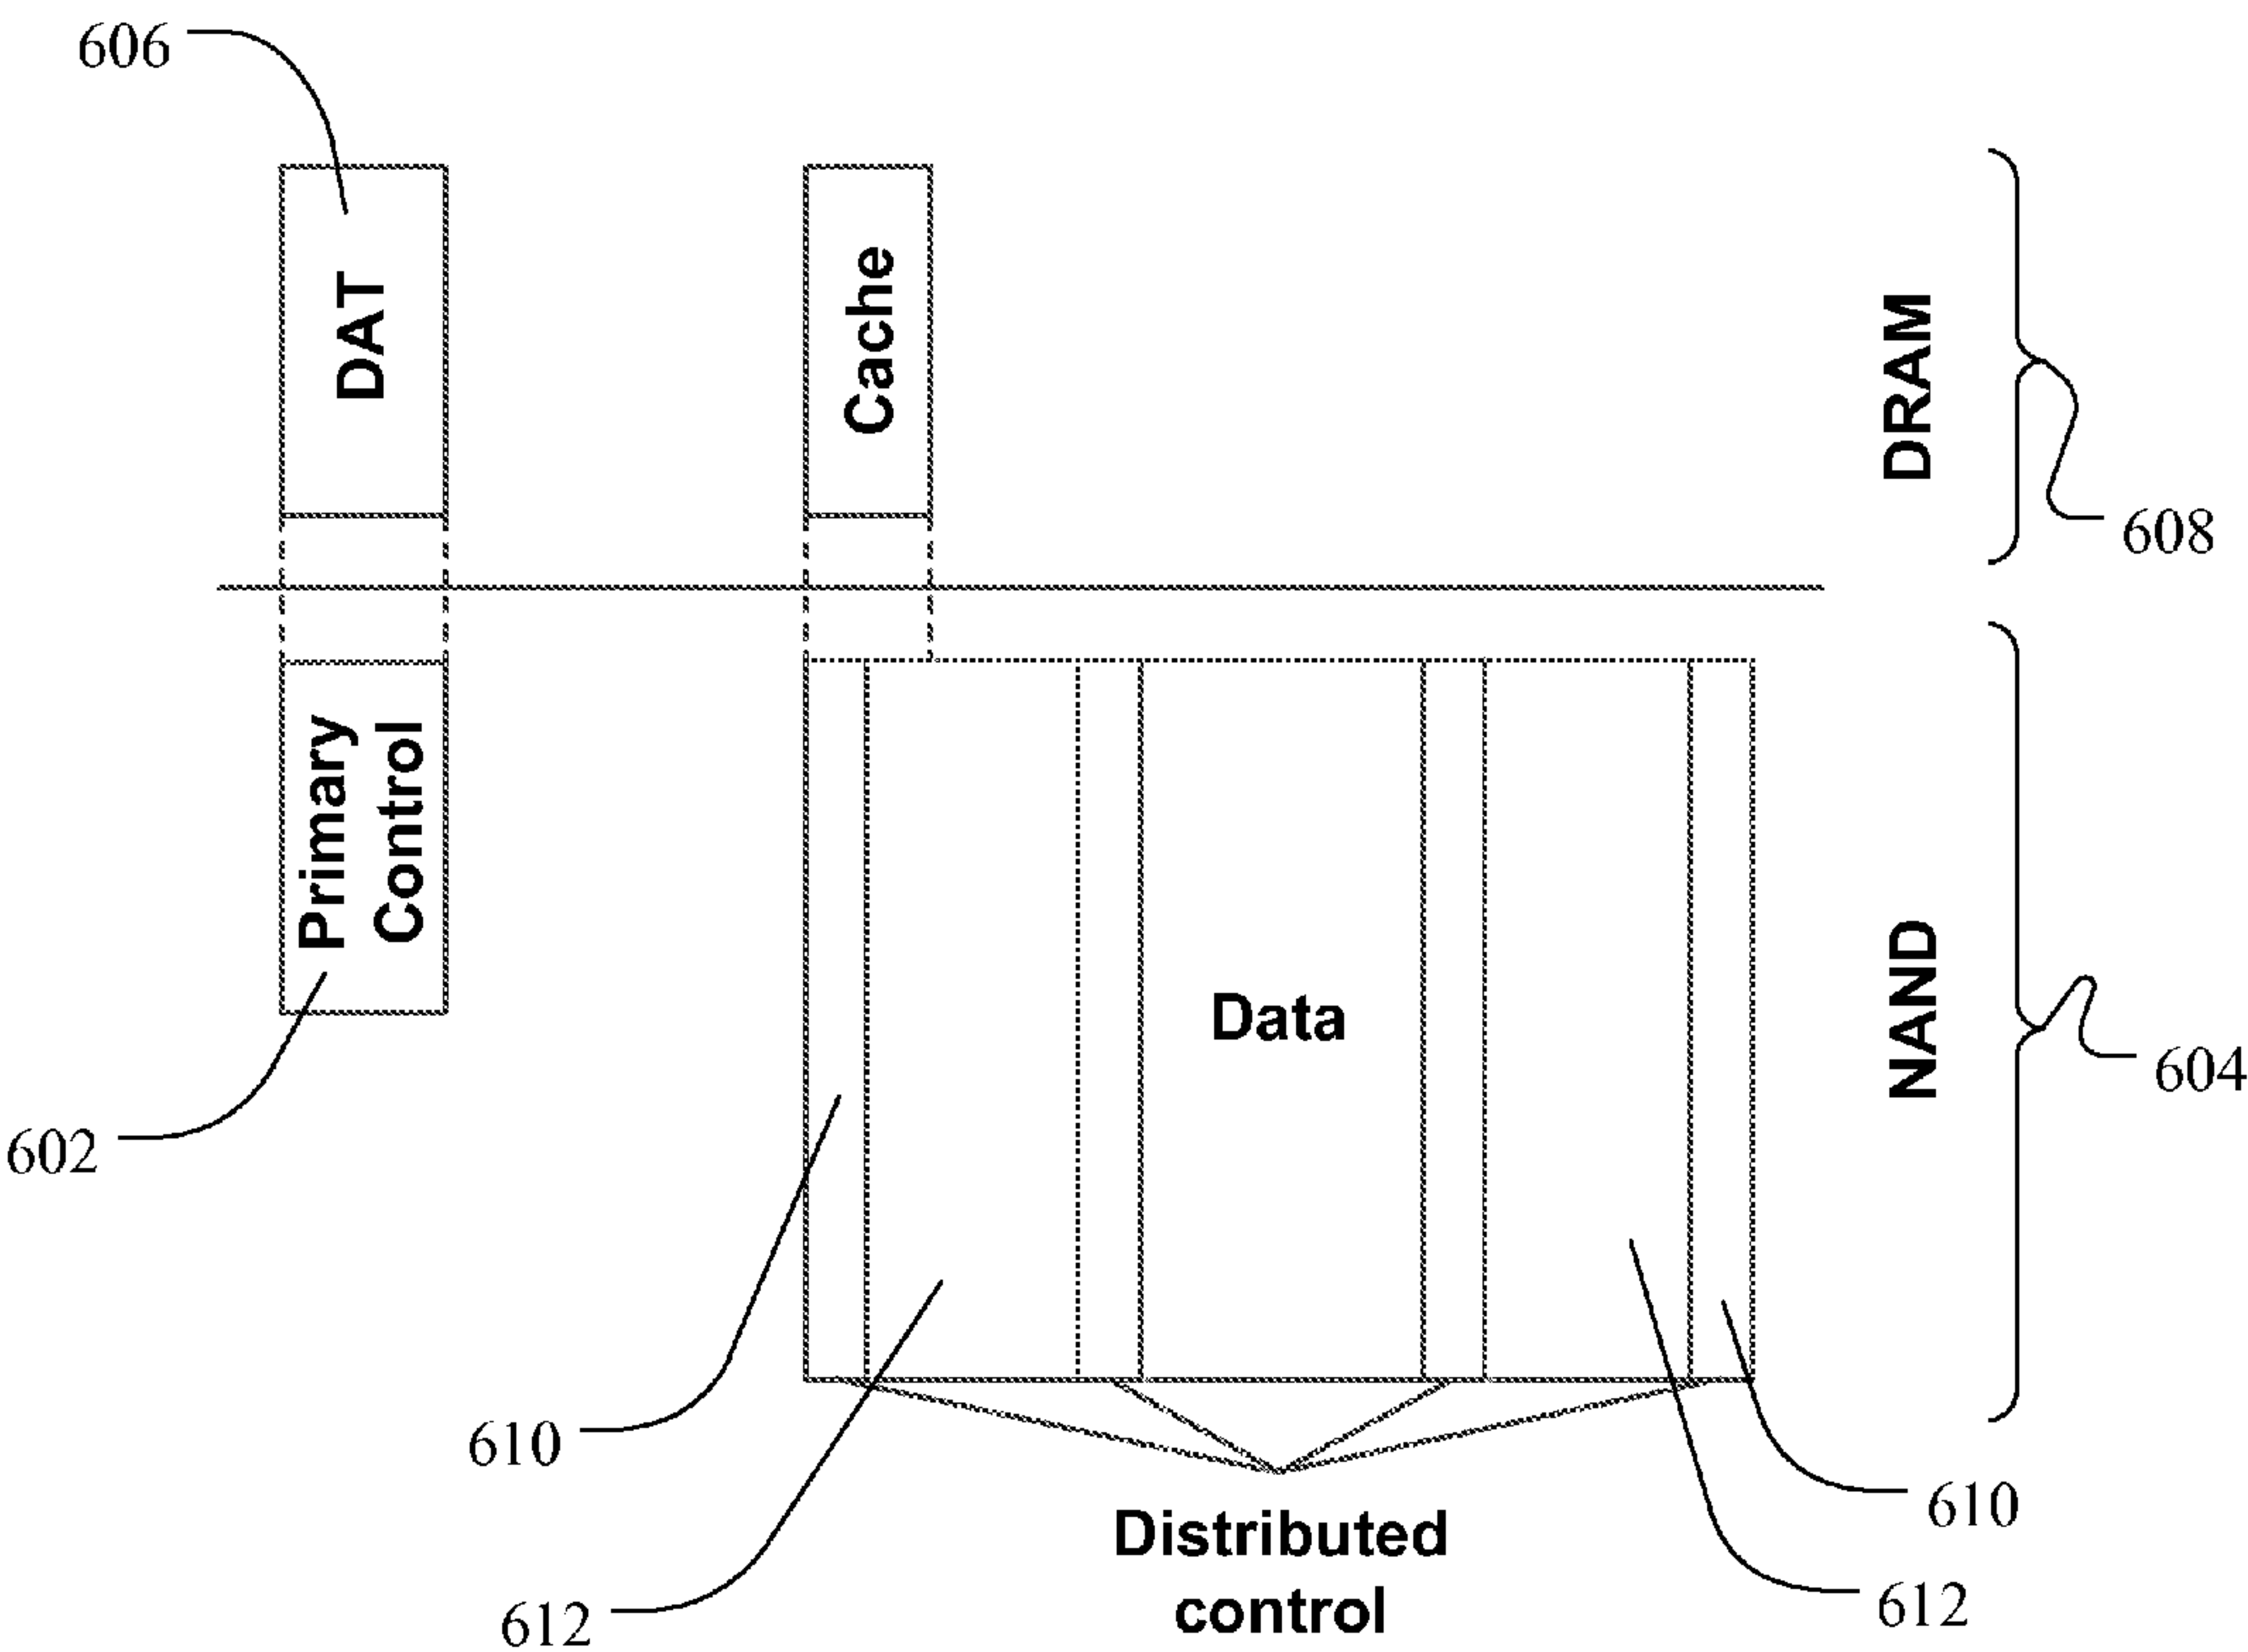 606
DAT
Cache
DRAM
608
Primary
Control
Data
NAND
604
602
610
610
Distributed
control
612
612